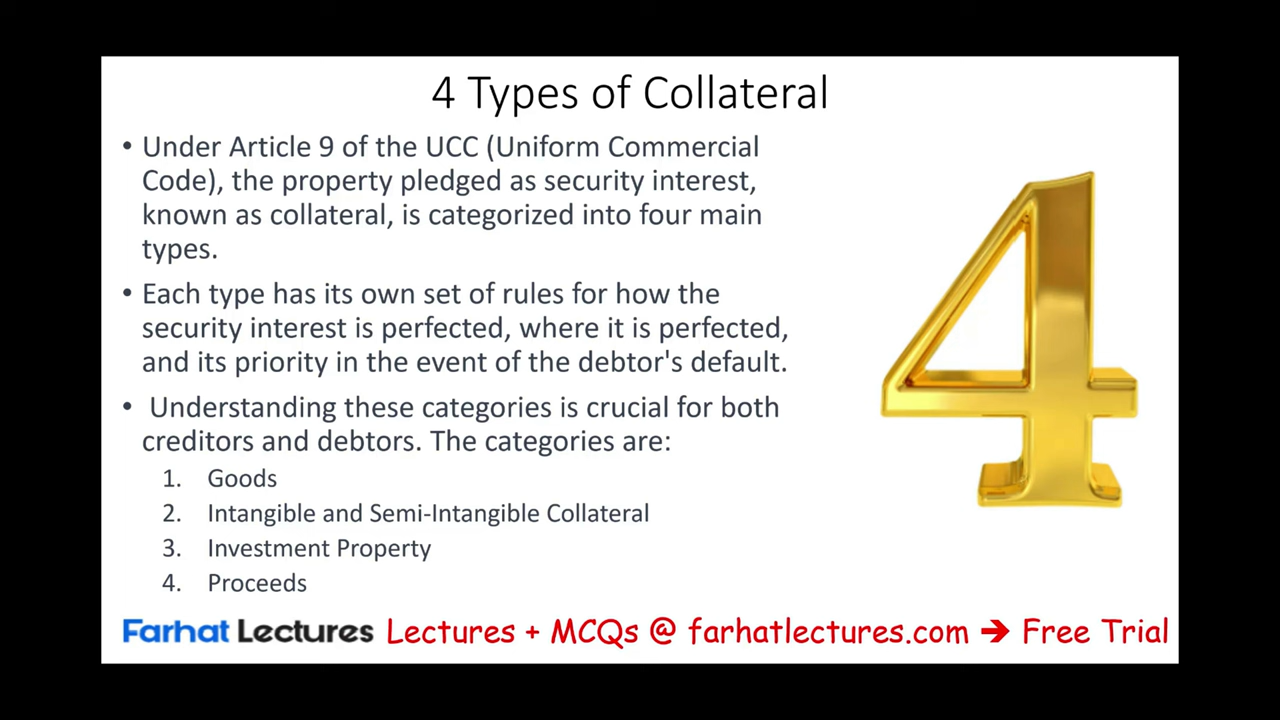 4 Types of Collateral
• Under Article 9 of the UCC (Uniform Commercial
Code), the property pledged as security interest,
known as collateral, is categorized into four main
types.
• Each type has its own set of rules for how the
security interest is perfected, where it is perfected,
and its priority in the event of the debtor's default.
• Understanding these categories is crucial for both
creditors and debtors. The categories are:
1. Goods
2. Intangible and Semi-Intangible Collateral
3. Investment Property
4. Proceeds
4
Farhat Lectures Lectures + MCQs @ farhatlectures.com → Free Trial